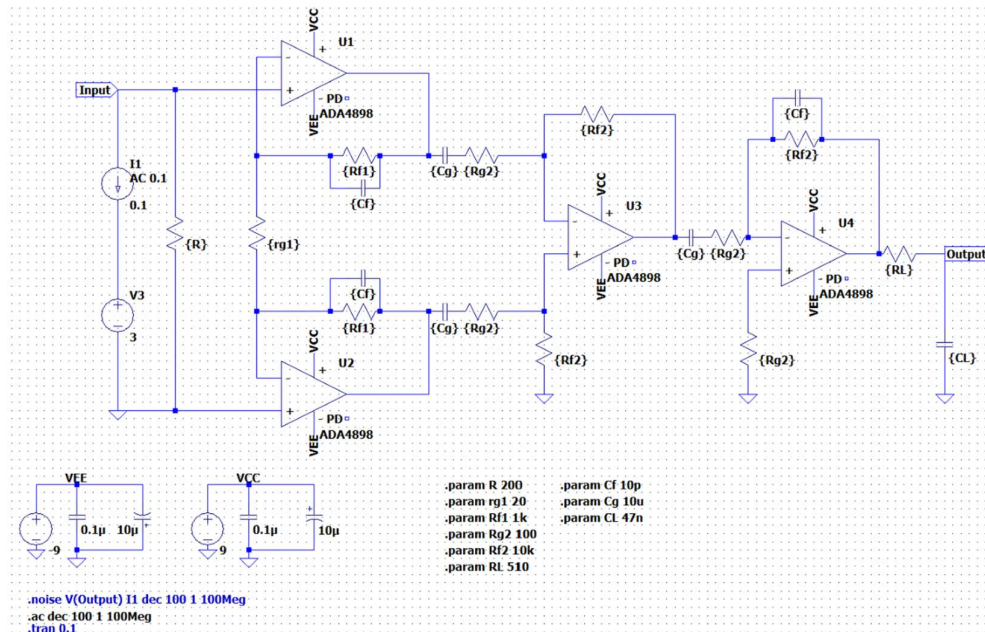 VCC
U1
Input
- PD
ADA4898
VEE
I1
AC 0.1
0.1
{R}
{Rf1}
{Cf}
{Cg}
{Rg2}
{Rf2}
{rg1}
V3
3
{Cf}
{Rf1}
{Cg}
{Rg2}
VCC
U2
- PD
ADA4898
VEE
VCC
U3
- PD
ADA4898
VEE
{Rf2}
{Cg}
{Rg2}
{Cf}
{Rf2}
VCC
U4
- PD
ADA4898
VEE
{Rg2}
{RL}
Output
{CL}
VEE
-9
0.1µ
10µ
VCC
9
0.1µ
10µ
.param R 200
.param rg1 20
.param Rf1 1k
.param Rg2 100
.param Rf2 10k
.param RL 510
.param Cf 10p
.param Cg 10u
.param CL 47n
.noise V(Output) I1 dec 100 1 100Meg
.ac dec 100 1 100Meg
.tran 0.1